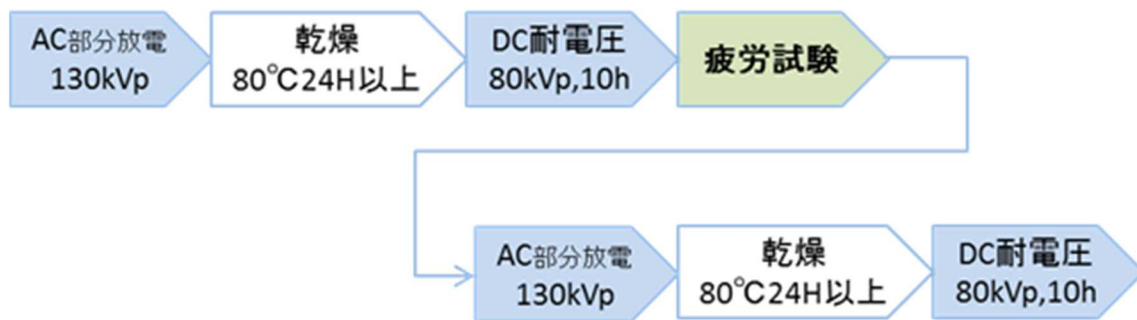 AC部分放電
130kVp
乾燥
80℃24H以上
DC耐電圧
80kVp,10h
疲労試験
AC部分放電
130kVp
乾燥
80℃24H以上
DC耐電圧
80kVp,10h